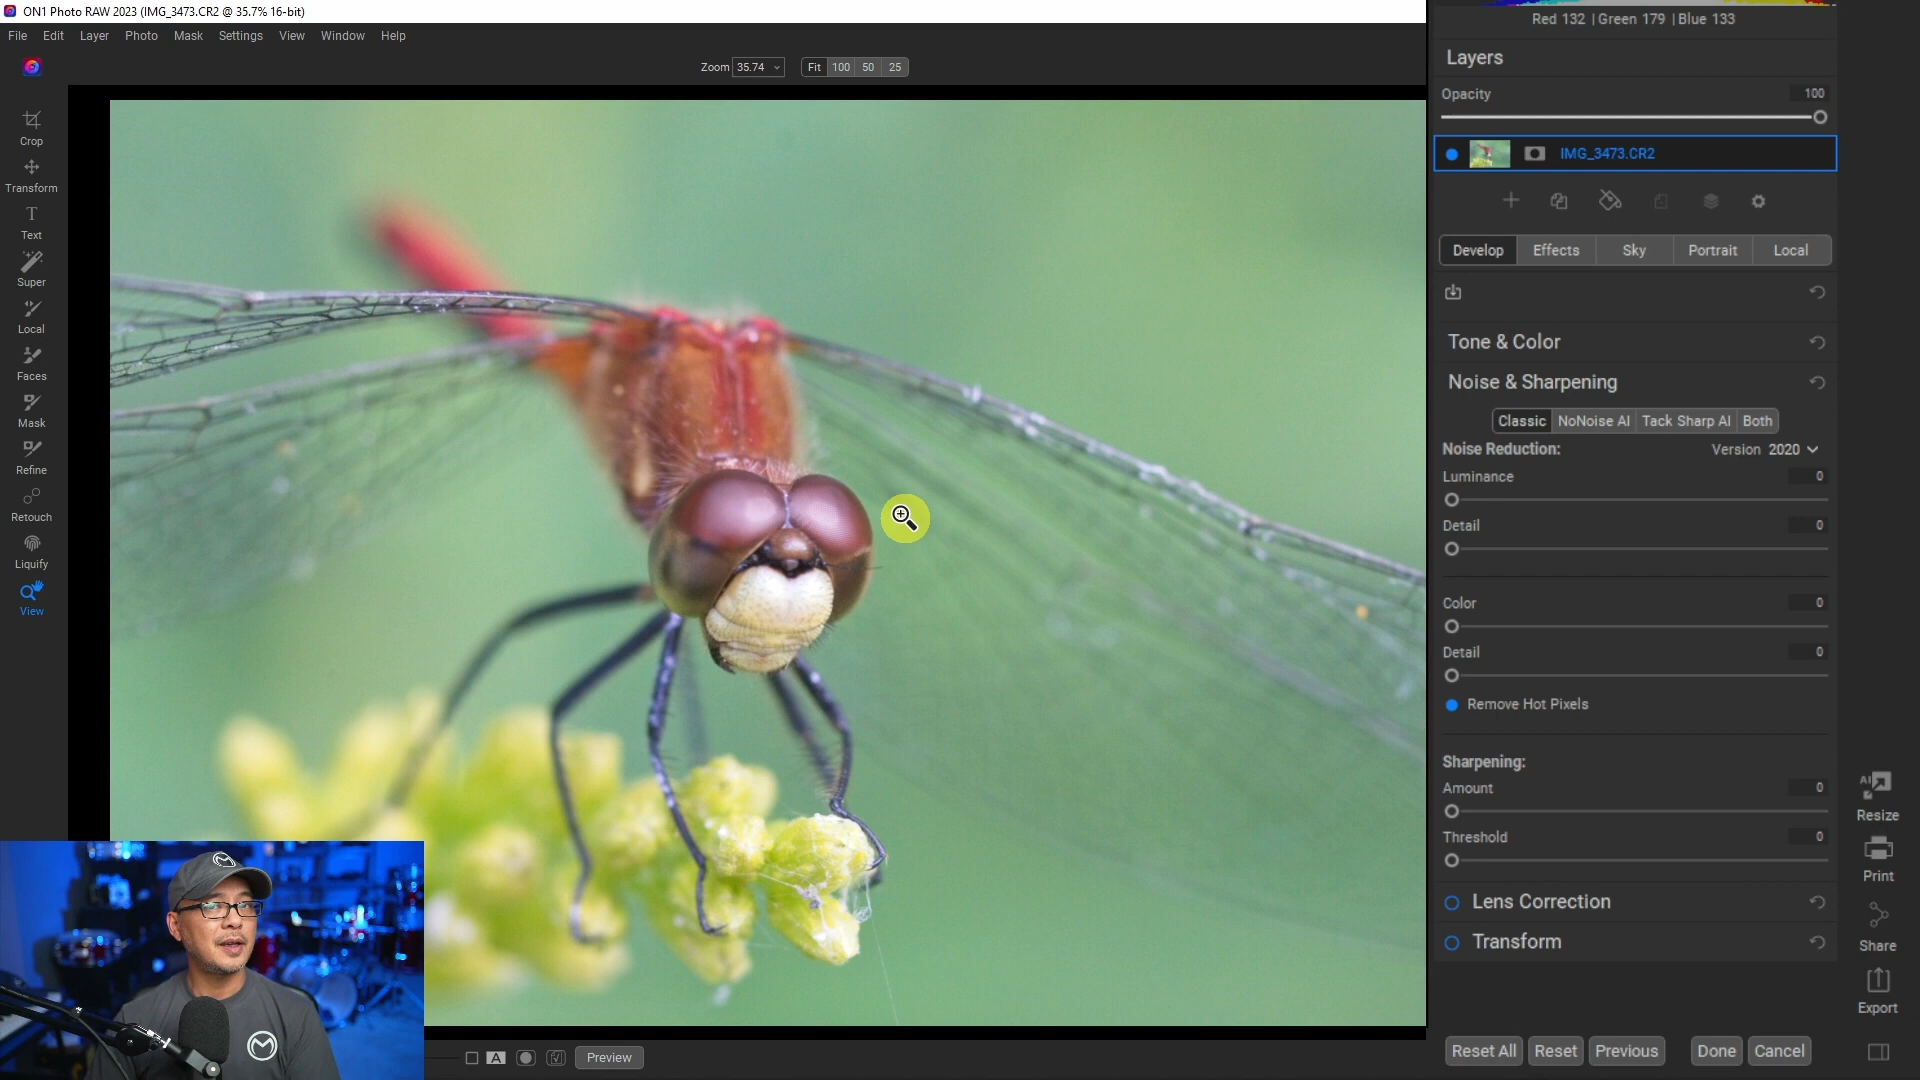 ON1 Photo RAW 2023 (IMG_3473.CR2 @ 35.7% 16-bit)
File Edit Layer Photo Mask Settings View Window Help
Zoom 35.74 Fit 100 50 25
Crop
Transform
Text
Super
Local
Faces
Mask
Refine
Retouch
Liquify
View
A
Preview
Red 132 | Green 179 | Blue 133
Layers
Opacity 100
IMG_3473.CR2
Develop Effects Sky Portrait Local
Tone & Color
Noise & Sharpening
Classic NoNoise AI Tack Sharp AI Both
Noise Reduction: Version 2020
Luminance 0
Detail 0
Color 0
Detail 0
Remove Hot Pixels
Sharpening:
Amount 0
Threshold 0
Lens Correction
Transform
Reset All Reset Previous Done Cancel
AI
Resize
Print
Share
Export